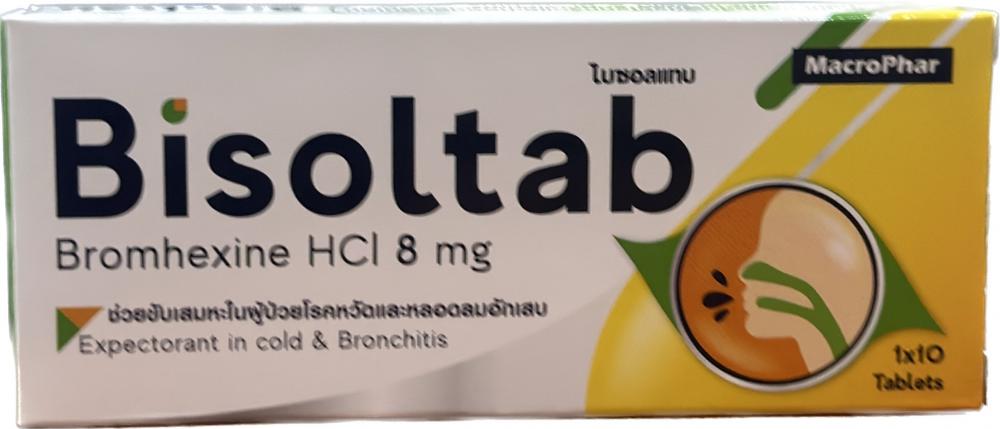 MacroPhar
ไบซอลแทบ
Bisoltab
Bromhexine HCl 8 mg
ช่วยขับเสมหะในผู้ป่วยโรคหวัดและหลอดลมอักเสบ
Expectorant in cold & Bronchitis
1x10
Tablets